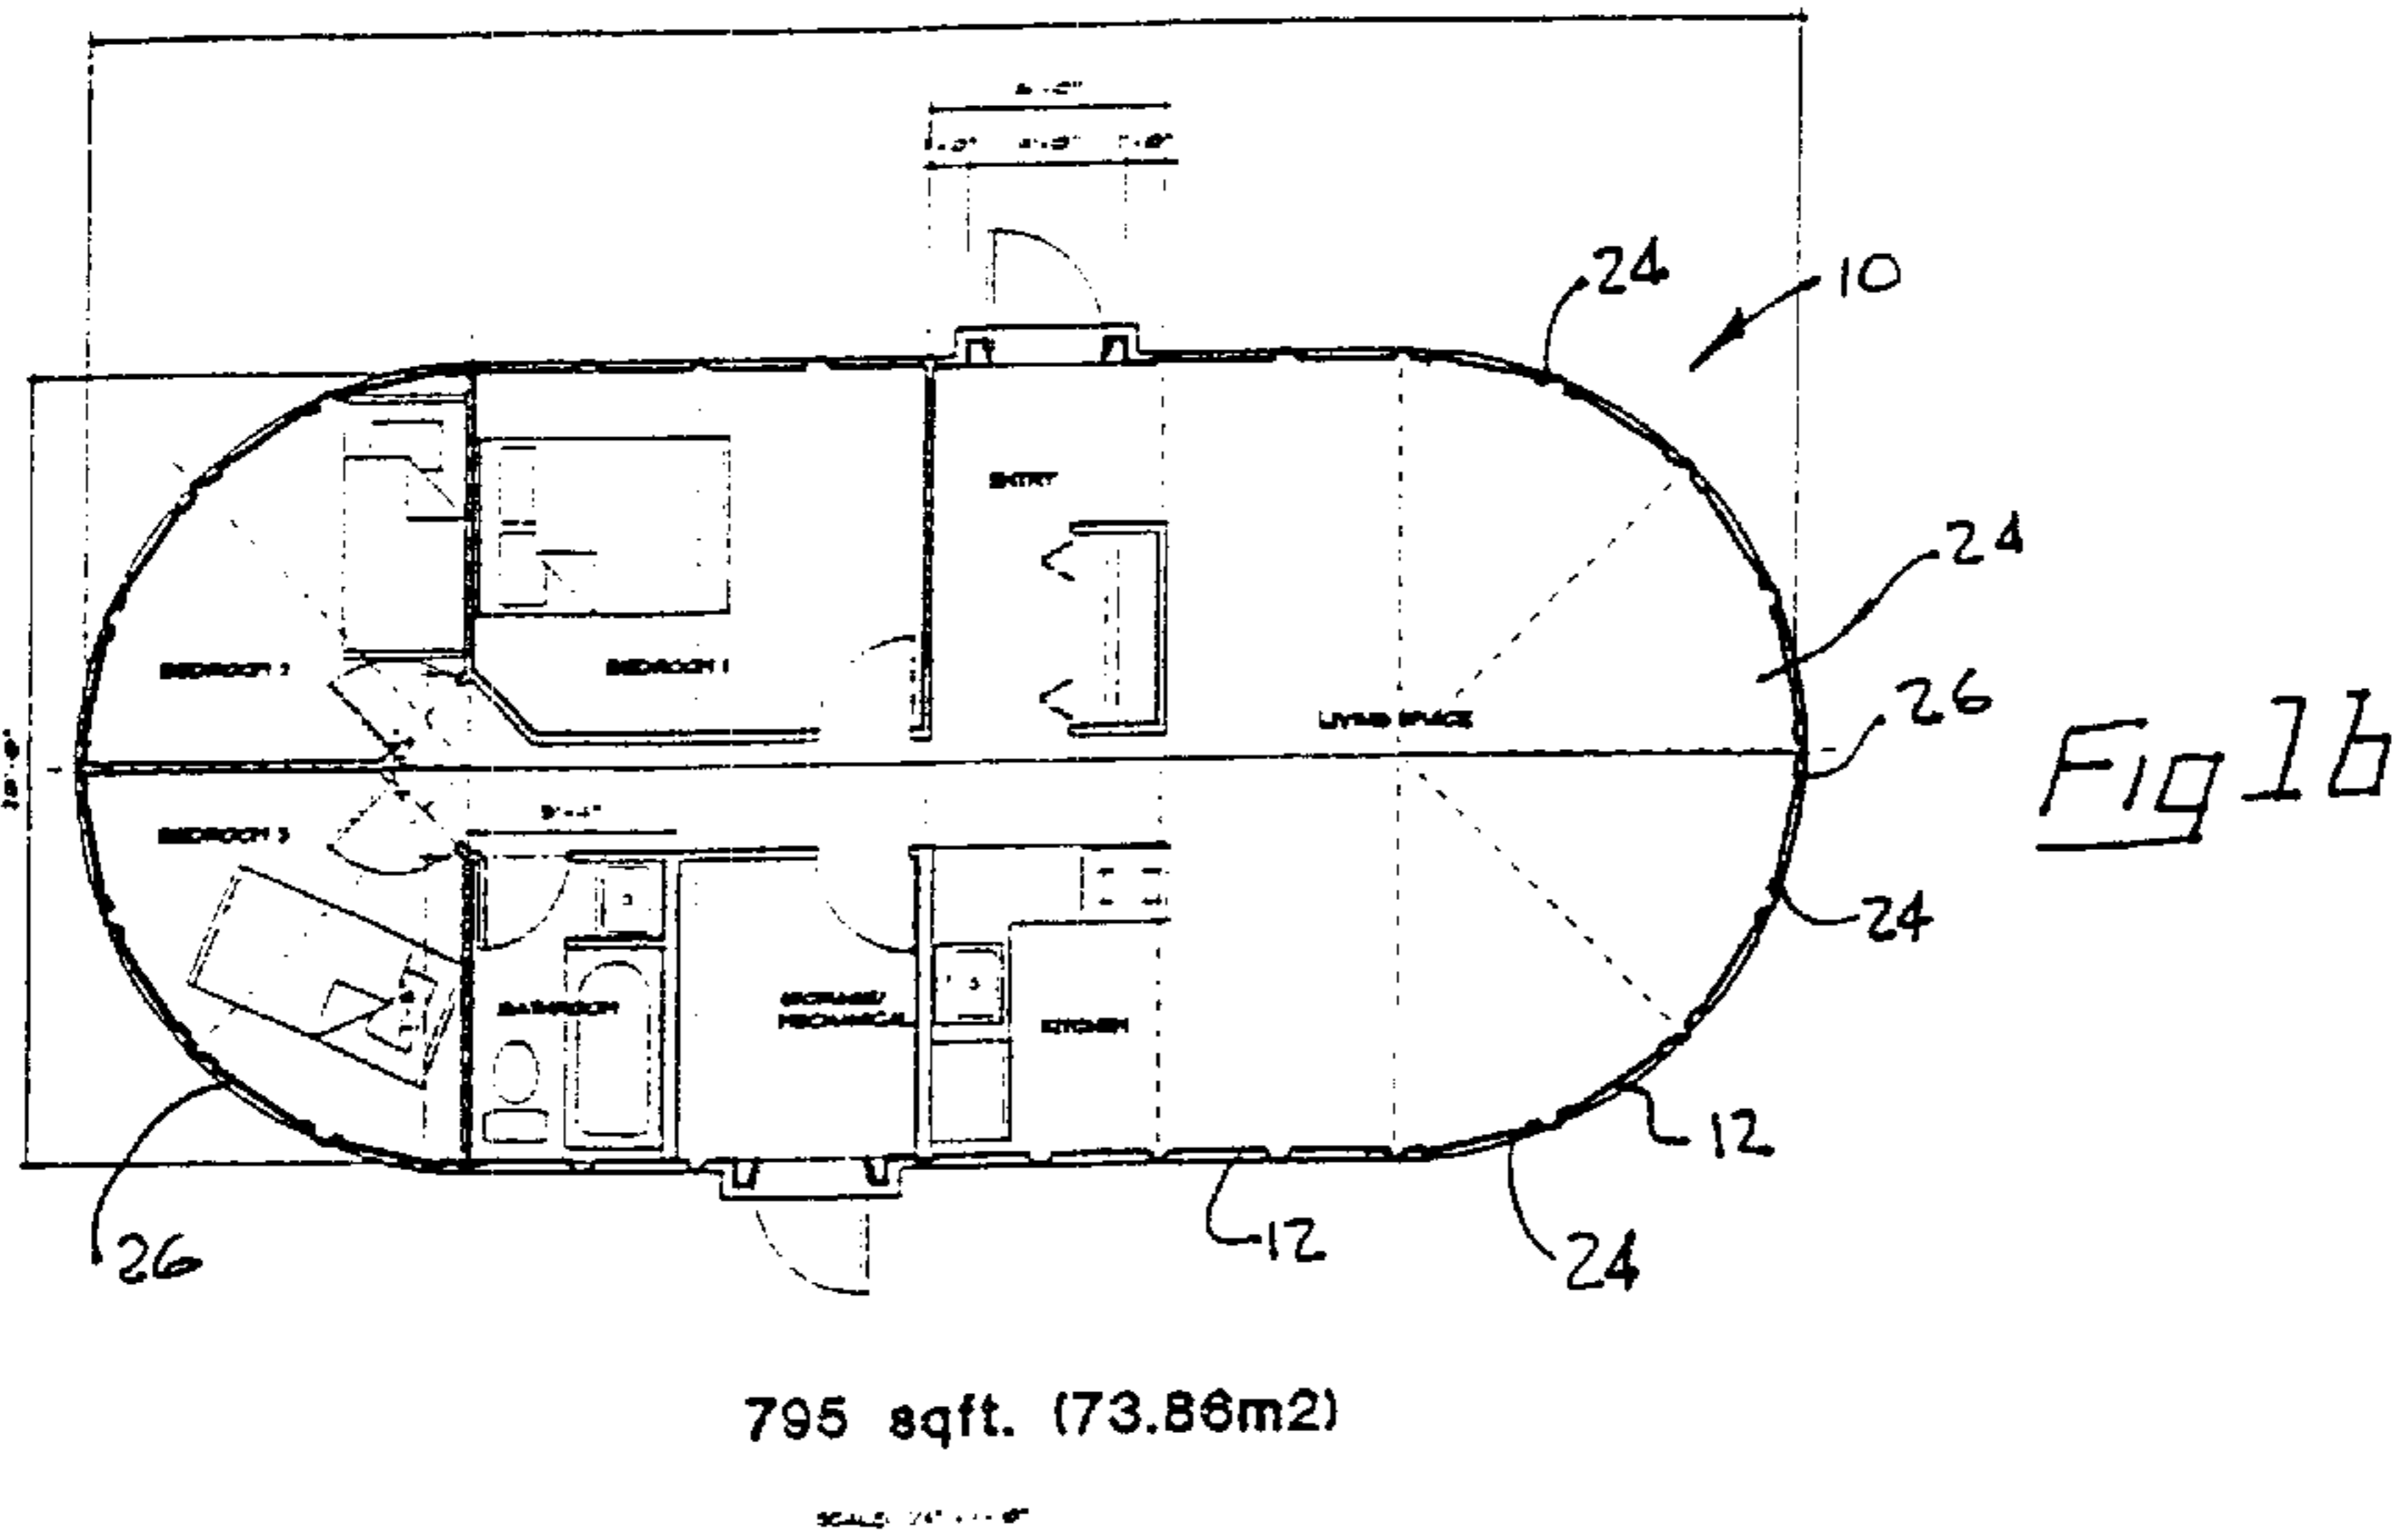 24
10
ENTRY
24
BEDROOM 2
BEDROOM 1
26
LIVING SPACE
Fig 1b
BEDROOM 3
24
BATHROOM
STORAGE/
MECHANICAL
KITCHEN
12
12
26
24
795 sqft. (73.86m2)